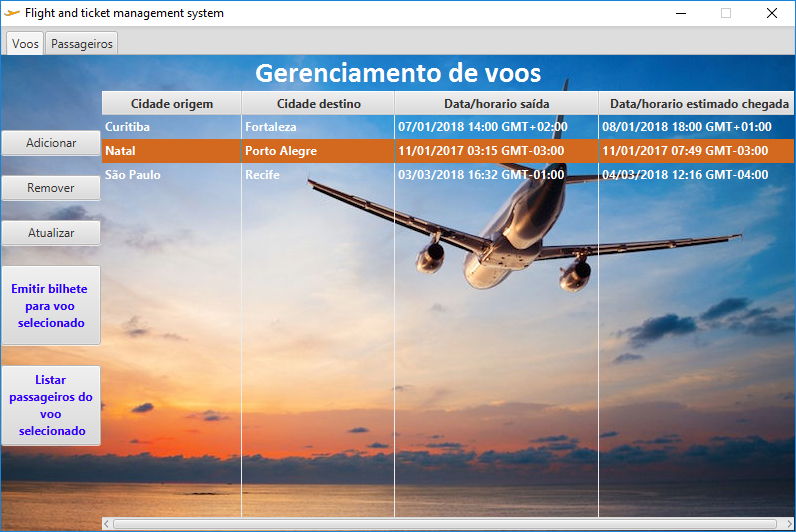 Flight and ticket management system
Voos Passageiros
Gerenciamento de voos
Cidade origem Cidade destino Data/horario saída Data/horario estimado chegada
Curitiba Fortaleza 07/01/2018 14:00 GMT+02:00 08/01/2018 18:00 GMT+01:00
Natal Porto Alegre 11/01/2017 03:15 GMT-03:00 11/01/2017 07:49 GMT-03:00
São Paulo Recife 03/03/2018 16:32 GMT-01:00 04/03/2018 12:16 GMT-04:00
Adicionar
Remover
Atualizar
Emitir bilhete
para voo
selecionado
Listar
passageiros do
voo
selecionado